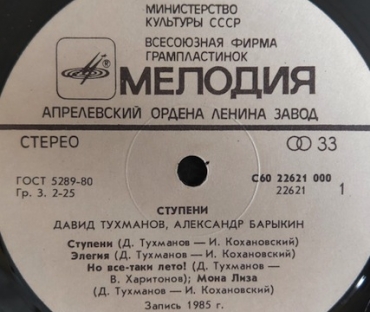 МИНИСТЕРСТВО
КУЛЬТУРЫ СССР
ВСЕСОЮЗНАЯ ФИРМА
ГРАМПЛАСТИНОК
МЕЛОДИЯ
АПРЕЛЕВСКИЙ ОРДЕНА ЛЕНИНА ЗАВОД
СТЕРЕО 33
ГОСТ 5289-80 С60 22621 000
Гр. 3. 2-25 22621 1
СТУПЕНИ
ДАВИД ТУХМАНОВ, АЛЕКСАНДР БАРЫКИН
Ступени (Д. Тухманов — И. Кохановский)
Элегия (Д. Тухманов — И. Кохановский)
Но все-таки лето! (Д. Тухманов —
В. Харитонов); Мона Лиза
(Д. Тухманов — И. Кохановский)
Запись 1985 г.